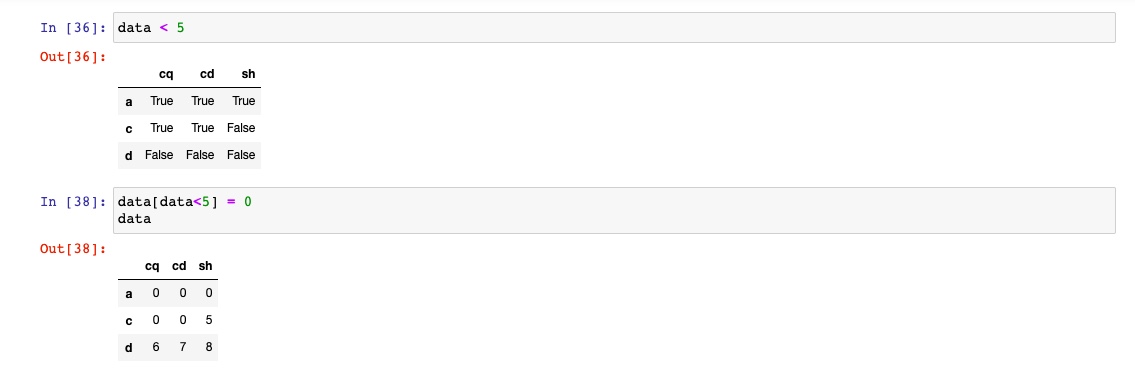 In [36]: data < 5
Out[36]:
cq cd sh
a True True True
c True True False
d False False False
In [38]: data[data<5] = 0
data
Out[38]:
cq cd sh
a 0 0 0
c 0 0 5
d 6 7 8